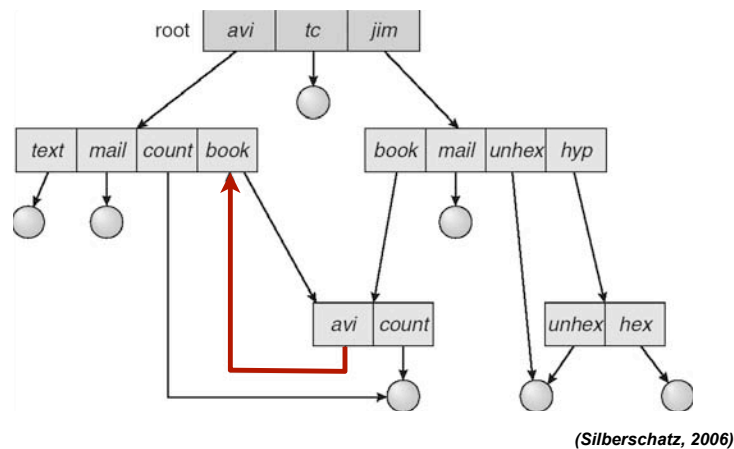 root avi tc jim
text mail count book
book mail unhex hyp
avi count
unhex hex
(Silberschatz, 2006)